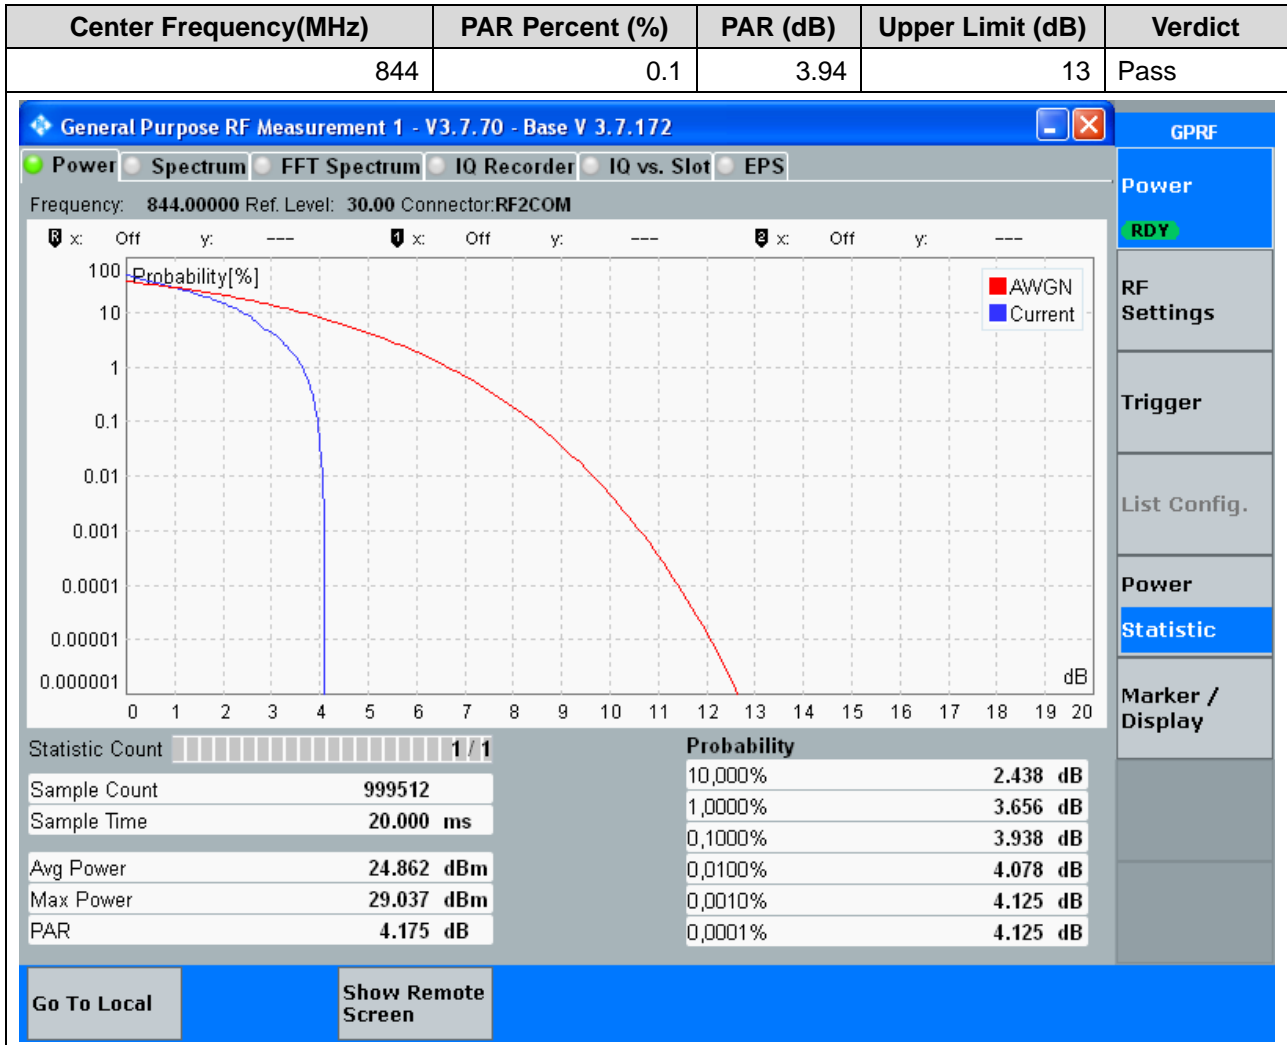 Center Frequency(MHz) PAR Percent (%) PAR (dB) Upper Limit (dB) Verdict
844 0.1 3.94 13 Pass
General Purpose RF Measurement 1 - V3.7.70 - Base V 3.7.172
GPRF
Power Spectrum FFT Spectrum IQ Recorder IQ vs. Slot EPS
Frequency: 844.00000 Ref. Level: 30.00 Connector:RF2COM
R x: Off y: --- 1 x: Off y: --- 2 x: Off y: ---
Probability[%]
100
10
1
0.1
0.01
0.001
0.0001
0.00001
0.000001
AWGN
Current
dB
0 1 2 3 4 5 6 7 8 9 10 11 12 13 14 15 16 17 18 19 20
Statistic Count 1 / 1
Sample Count 999512
Sample Time 20.000 ms
Avg Power 24.862 dBm
Max Power 29.037 dBm
PAR 4.175 dB
Probability
10,000% 2.438 dB
1,0000% 3.656 dB
0,1000% 3.938 dB
0,0100% 4.078 dB
0,0010% 4.125 dB
0,0001% 4.125 dB
Power
RDY
RF
Settings
Trigger
List Config.
Power
Statistic
Marker /
Display
Go To Local
Show Remote
Screen